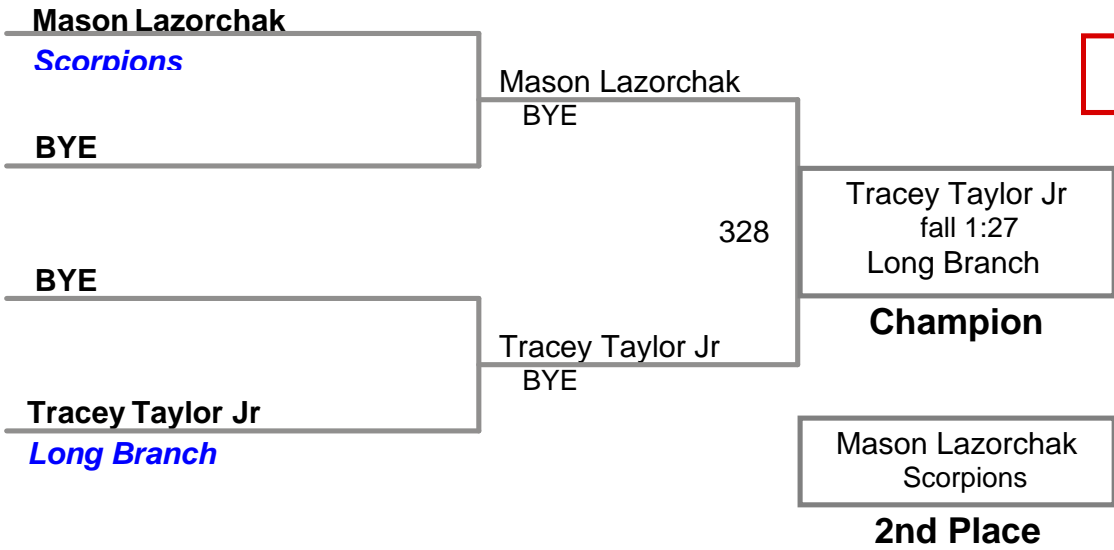 Mason Lazorchak
Scorpions
Mason Lazorchak
BYE
BYE
328
Tracey Taylor Jr
fall 1:27
Long Branch
Champion
BYE
Tracey Taylor Jr
BYE
Tracey Taylor Jr
Long Branch
Mason Lazorchak
Scorpions
2nd Place